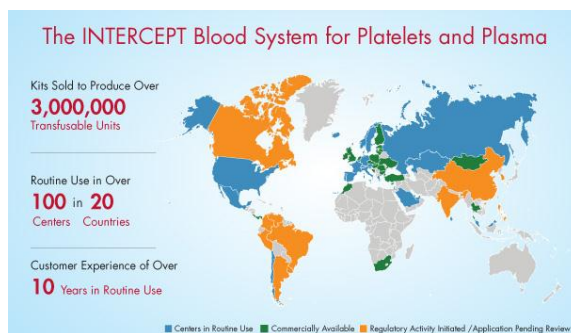 The INTERCEPT Blood System for Platelets and Plasma
Kits Sold to Produce Over
3,000,000
Transfusable Units
Routine Use in Over
100 in 20
Centers Countries
Customer Experience of Over
10 Years in Routine Use
Centers in Routine Use Commercially Available Regulatory Activity Initiated /Application Pending Review